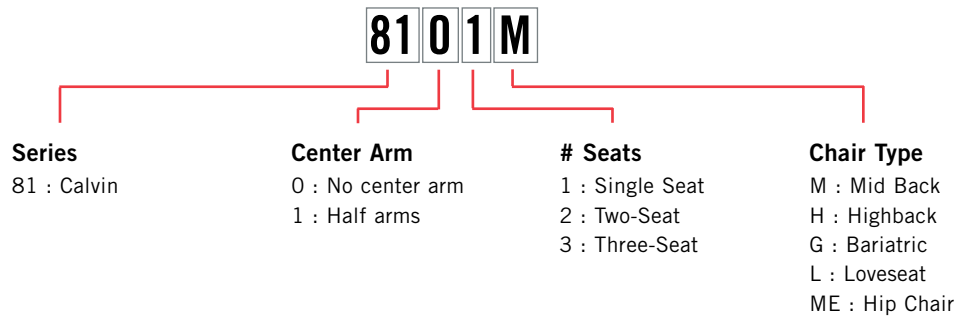 8101M
Series
81 : Calvin
Center Arm
0 : No center arm
1 : Half arms
# Seats
1 : Single Seat
2 : Two-Seat
3 : Three-Seat
Chair Type
M : Mid Back
H : Highback
G : Bariatric
L : Loveseat
ME : Hip Chair